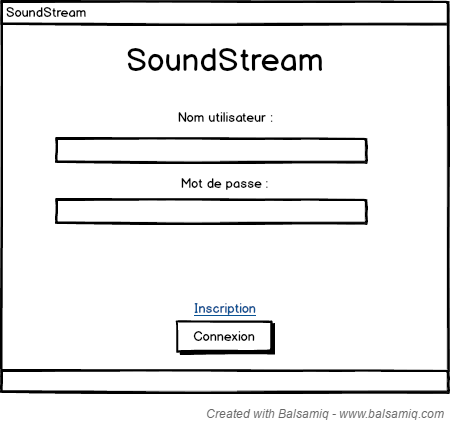 SoundStream
SoundStream
Nom utilisateur :
Mot de passe :
Inscription
Connexion
Created with Balsamiq - www.balsamiq.com